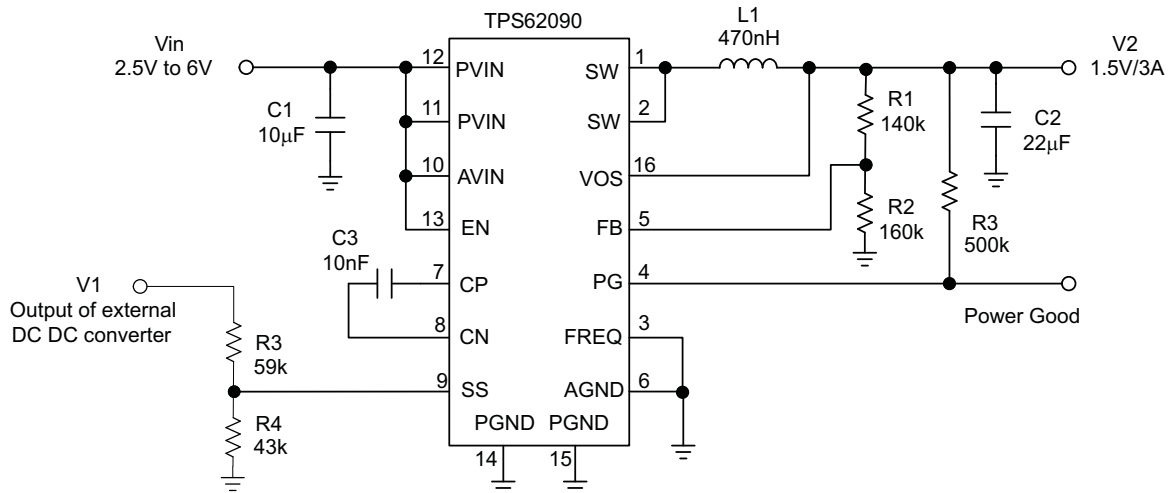 TPS62090
Vin
2.5V to 6V
C1
10μF
12
PVIN
11
PVIN
10
AVIN
13
EN
C3
10nF
7
CP
8
CN
9
SS
V1
Output of external
DC DC converter
R3
59k
R4
43k
PGND
PGND
14
15
SW
1
SW
2
VOS
16
FB
5
PG
4
FREQ
3
AGND
6
L1
470nH
R1
140k
R2
160k
R3
500k
C2
22μF
V2
1.5V/3A
Power Good